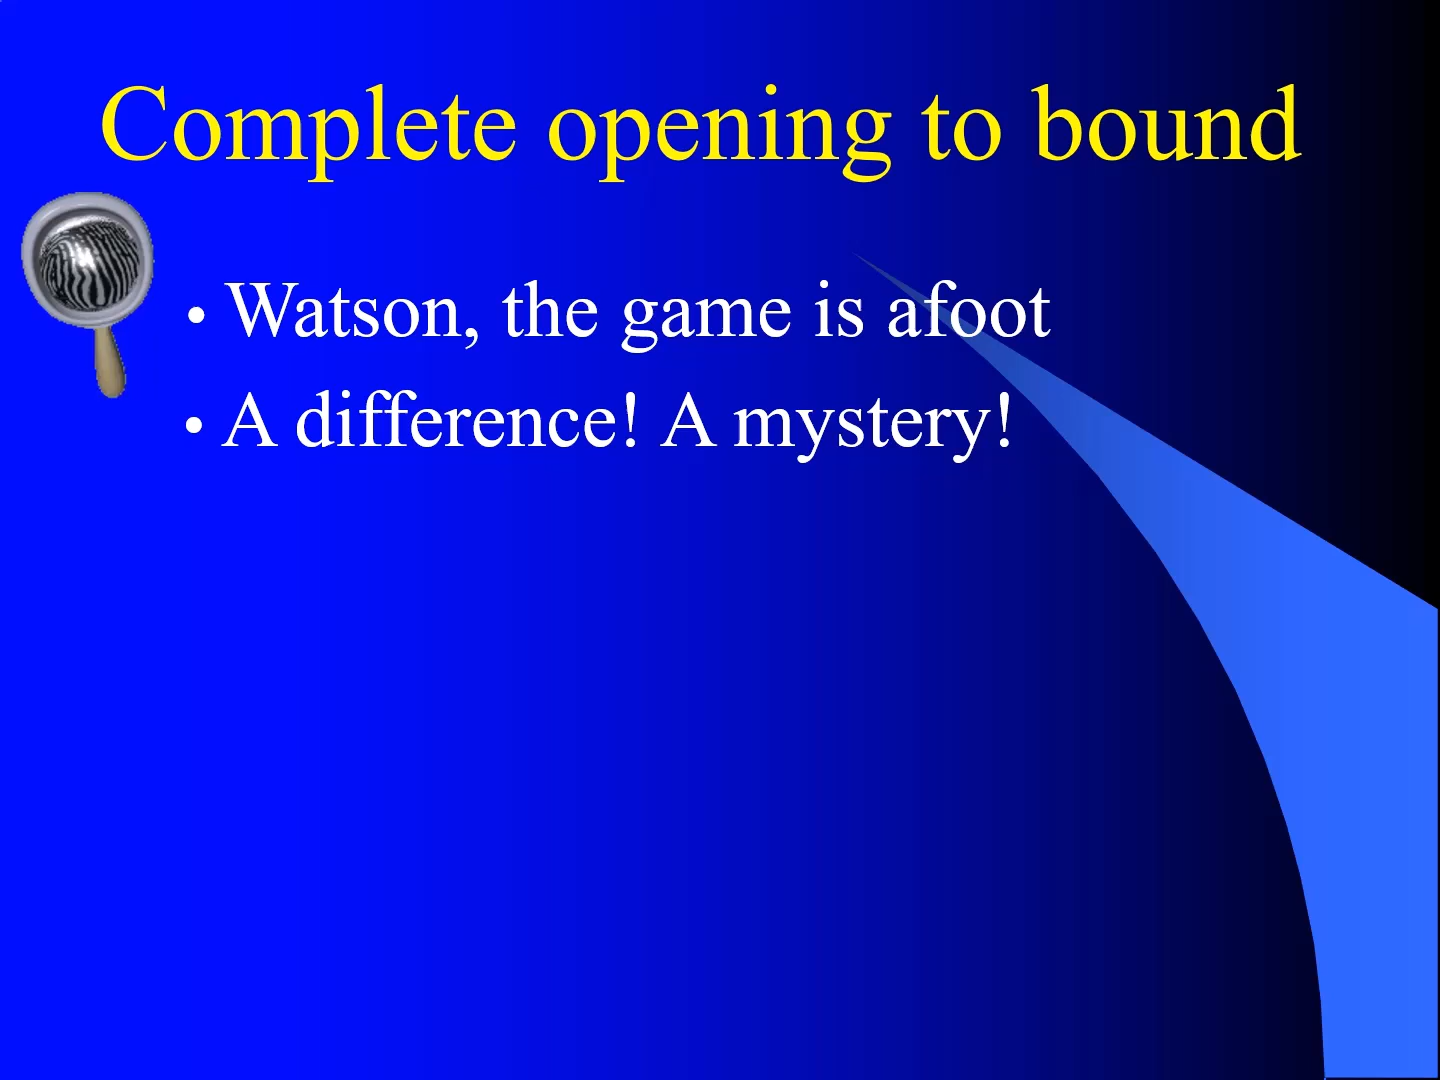 Complete opening to bound
• Watson, the game is afoot
• A difference! A mystery!